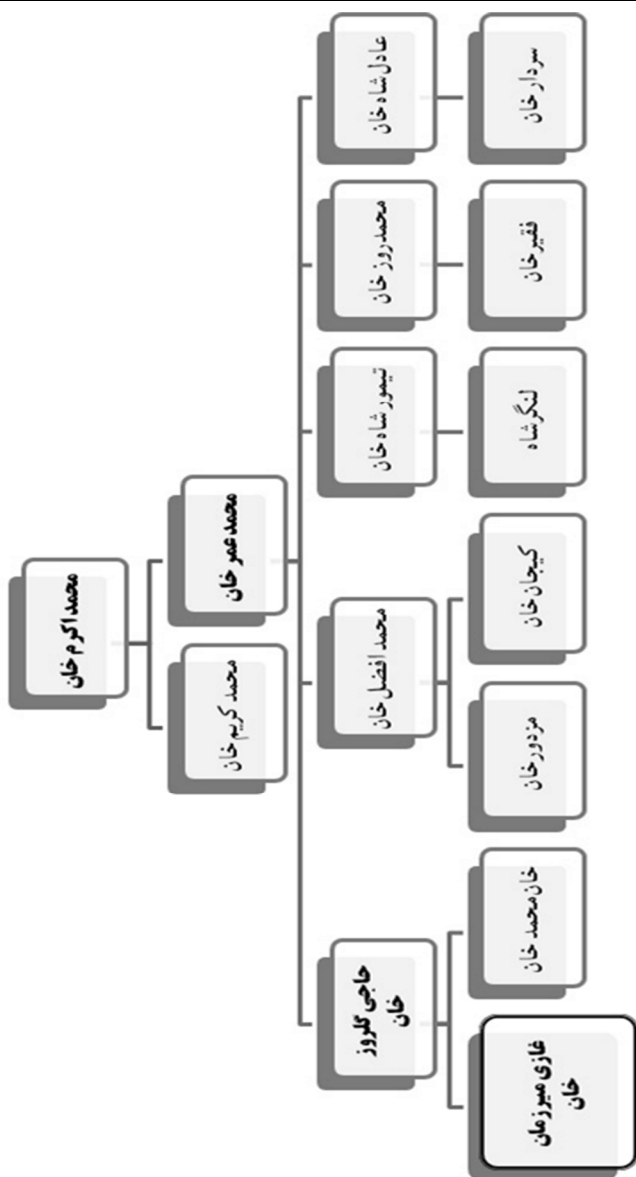 محمد اکرم خان
محمد عمر خان
محمد کریم خان
عادل شاه خان
محمد روز خان
تیمور شاه خان
محمد افضل خان
حاجی گلروز
خان
سردار خان
فقیر خان
لنگر شاه
کیجان خان
مزدور خان
خان محمد خان
غازی میرزمان
خان